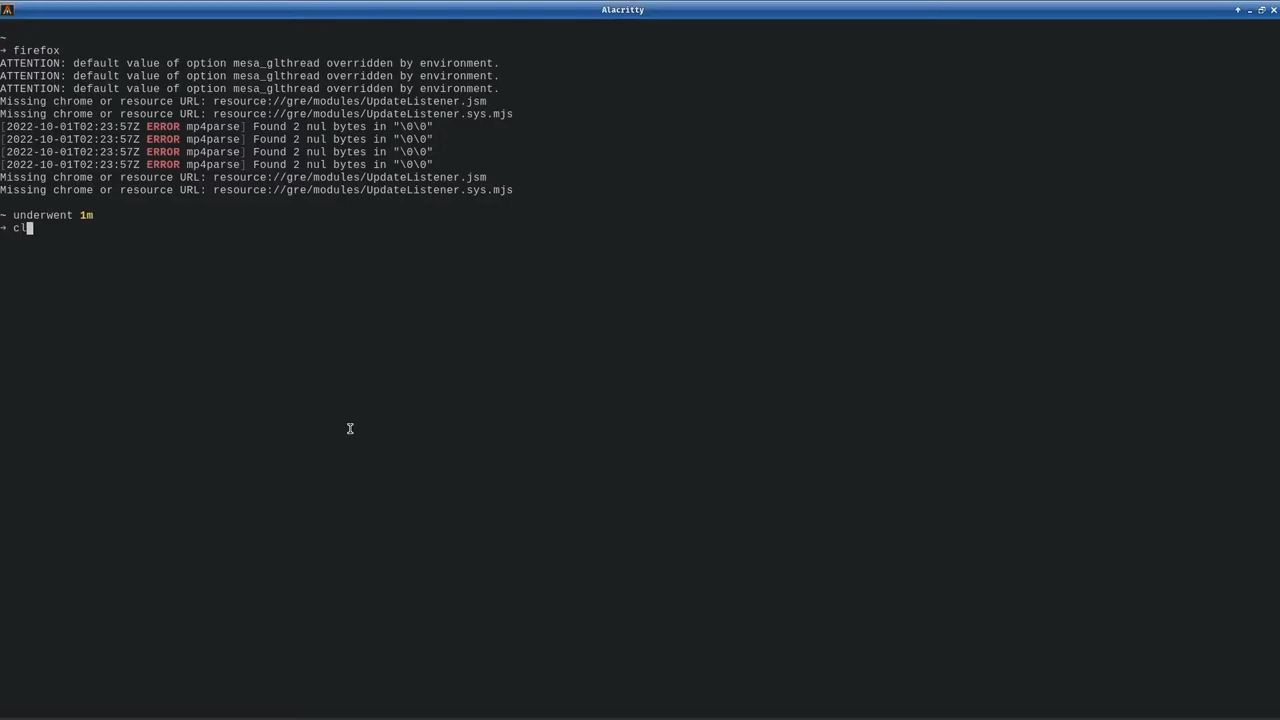 Alacritty
~
➜ firefox
ATTENTION: default value of option mesa_glthread overridden by environment.
ATTENTION: default value of option mesa_glthread overridden by environment.
ATTENTION: default value of option mesa_glthread overridden by environment.
Missing chrome or resource URL: resource://gre/modules/UpdateListener.jsm
Missing chrome or resource URL: resource://gre/modules/UpdateListener.sys.mjs
[2022-10-01T02:23:57Z ERROR mp4parse] Found 2 nul bytes in "\0\0"
[2022-10-01T02:23:57Z ERROR mp4parse] Found 2 nul bytes in "\0\0"
[2022-10-01T02:23:57Z ERROR mp4parse] Found 2 nul bytes in "\0\0"
[2022-10-01T02:23:57Z ERROR mp4parse] Found 2 nul bytes in "\0\0"
Missing chrome or resource URL: resource://gre/modules/UpdateListener.jsm
Missing chrome or resource URL: resource://gre/modules/UpdateListener.sys.mjs
~ underwent 1m
➜ cl